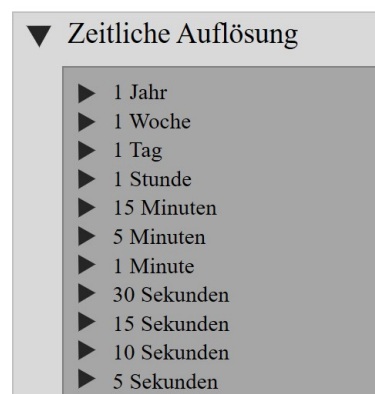 Zeitliche Auflösung
1 Jahr
1 Woche
1 Tag
1 Stunde
15 Minuten
5 Minuten
1 Minute
30 Sekunden
15 Sekunden
10 Sekunden
5 Sekunden